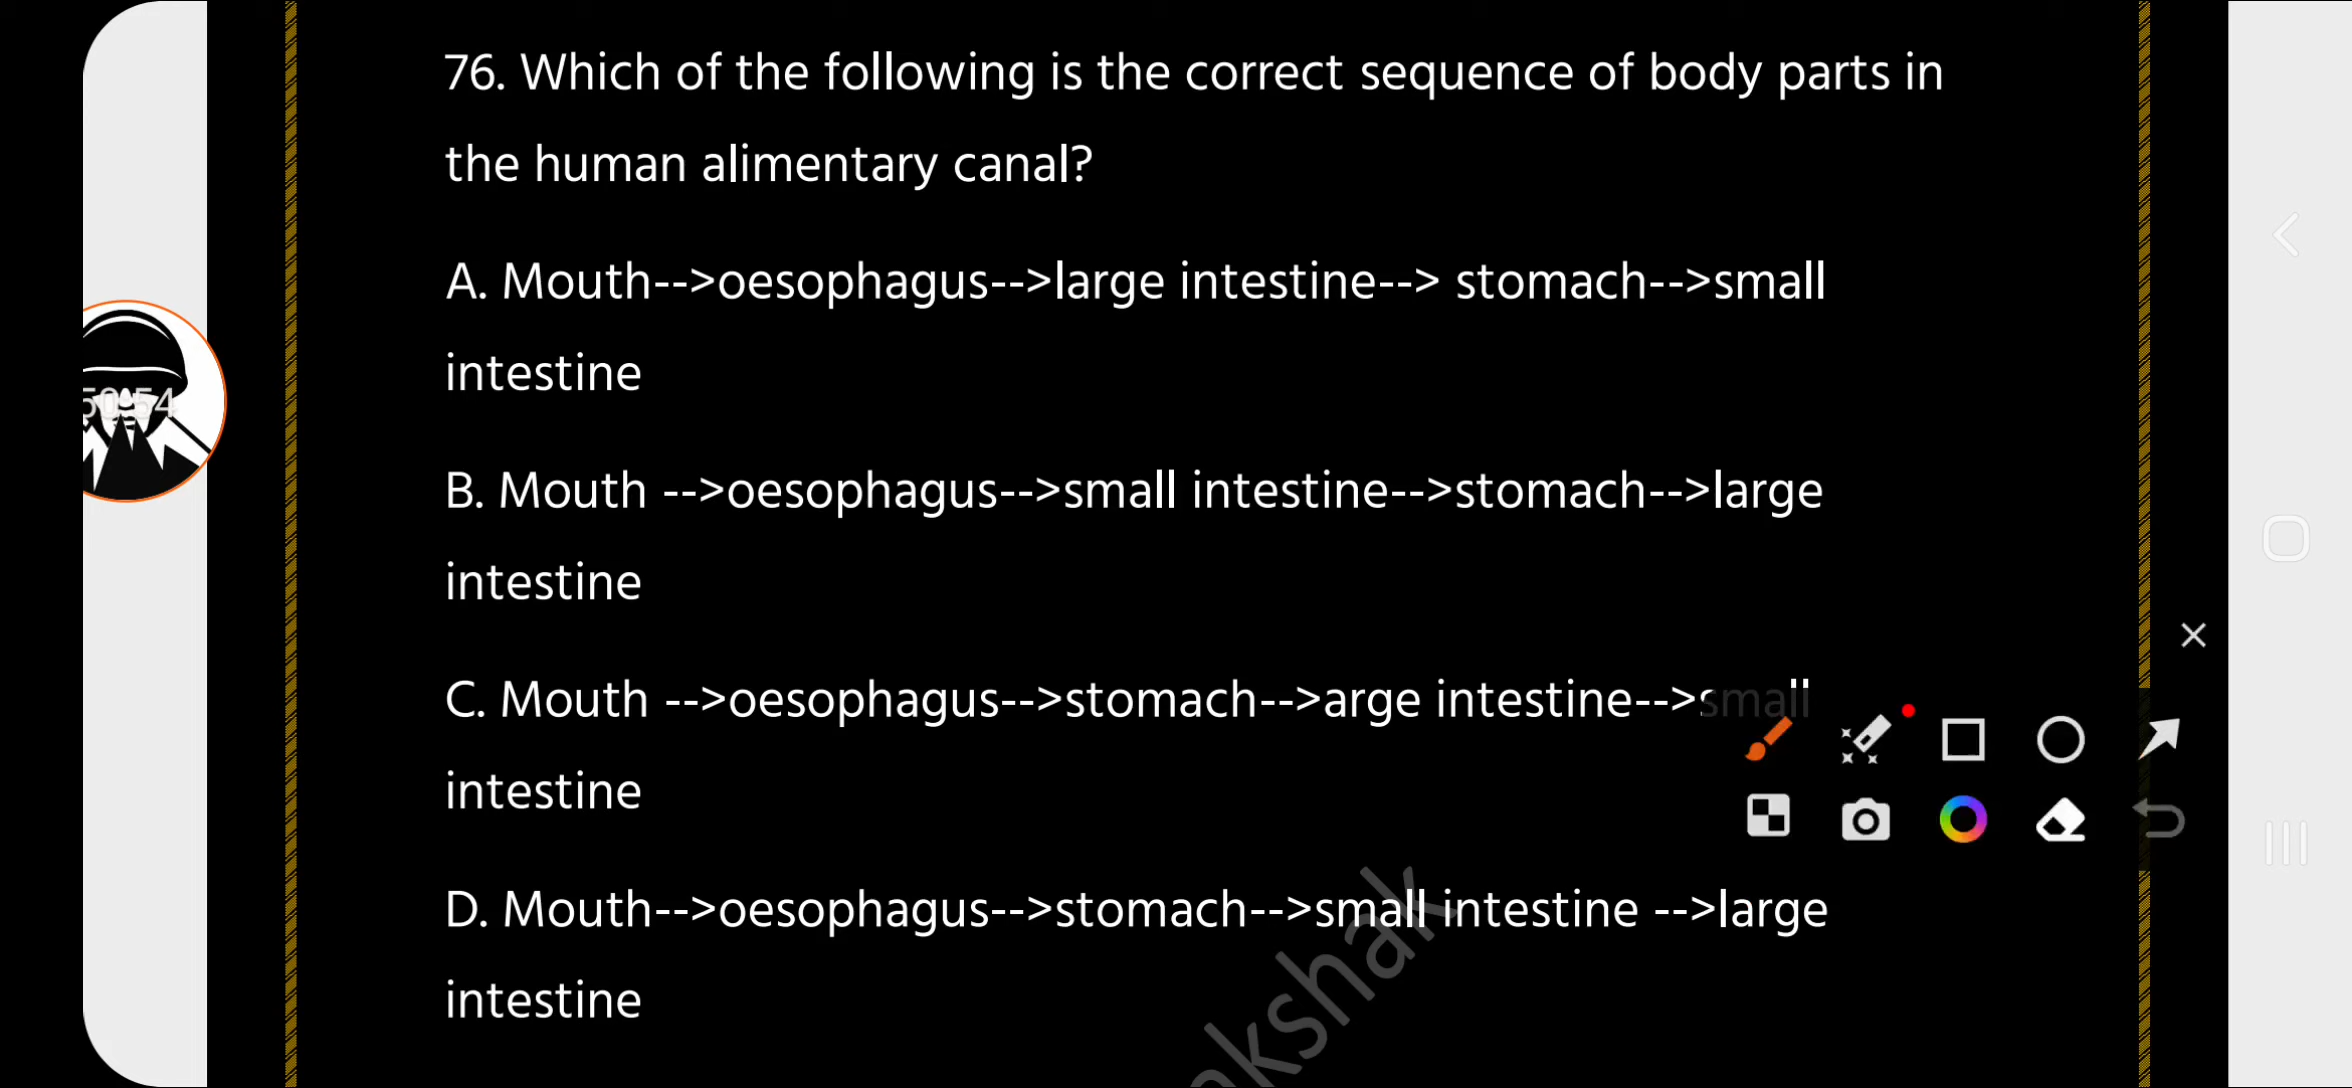 76. Which of the following is the correct sequence of body parts in
the human alimentary canal?
A. Mouth-->oesophagus-->large intestine--> stomach-->small
intestine
B. Mouth -->oesophagus-->small intestine-->stomach-->large
intestine
C. Mouth -->oesophagus-->stomach-->arge intestine-->small
intestine
D. Mouth-->oesophagus-->stomach-->small intestine -->large
intestine